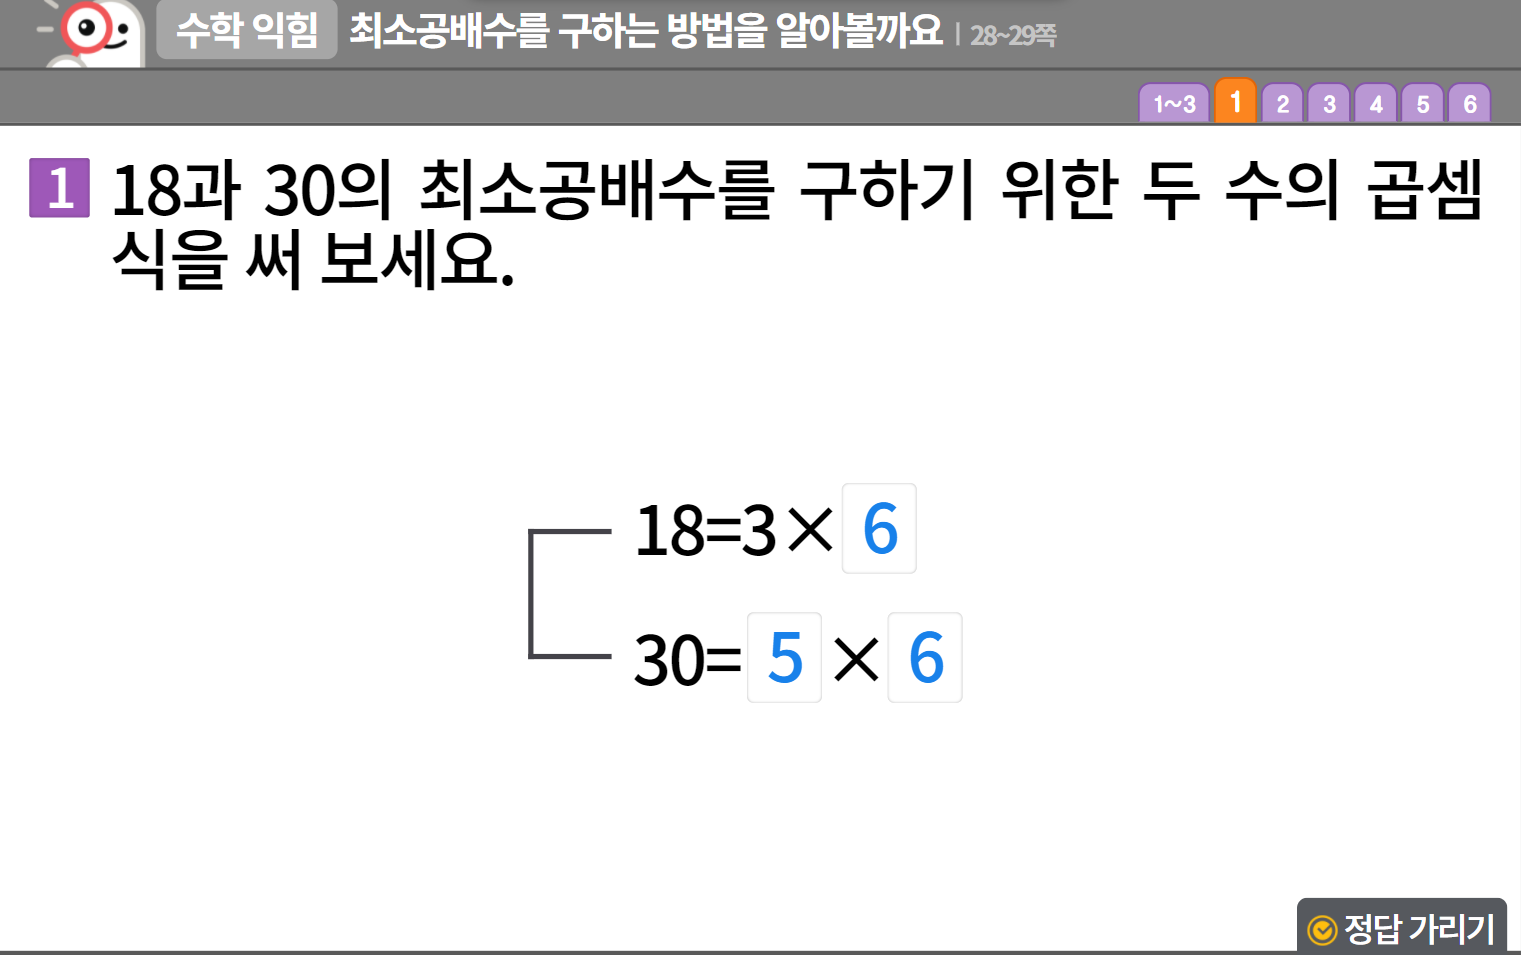 수학 익힘 최소공배수를 구하는 방법을 알아볼까요 | 28~29쪽
1~3 1 2 3 4 5 6
1 18과 30의 최소공배수를 구하기 위한 두 수의 곱셈
식을 써 보세요.
18=3×6
30=5×6
정답 가리기